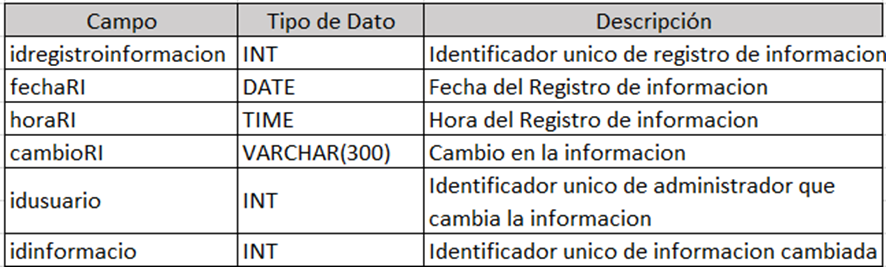 Campo Tipo de Dato Descripción
idregistroinformacion INT Identificador unico de registro de informacion
fechaRI DATE Fecha del Registro de informacion
horaRI TIME Hora del Registro de informacion
cambioRI VARCHAR(300) Cambio en la informacion
idusuario INT Identificador unico de administrador que
cambia la informacion
idinformacio INT Identificador unico de informacion cambiada